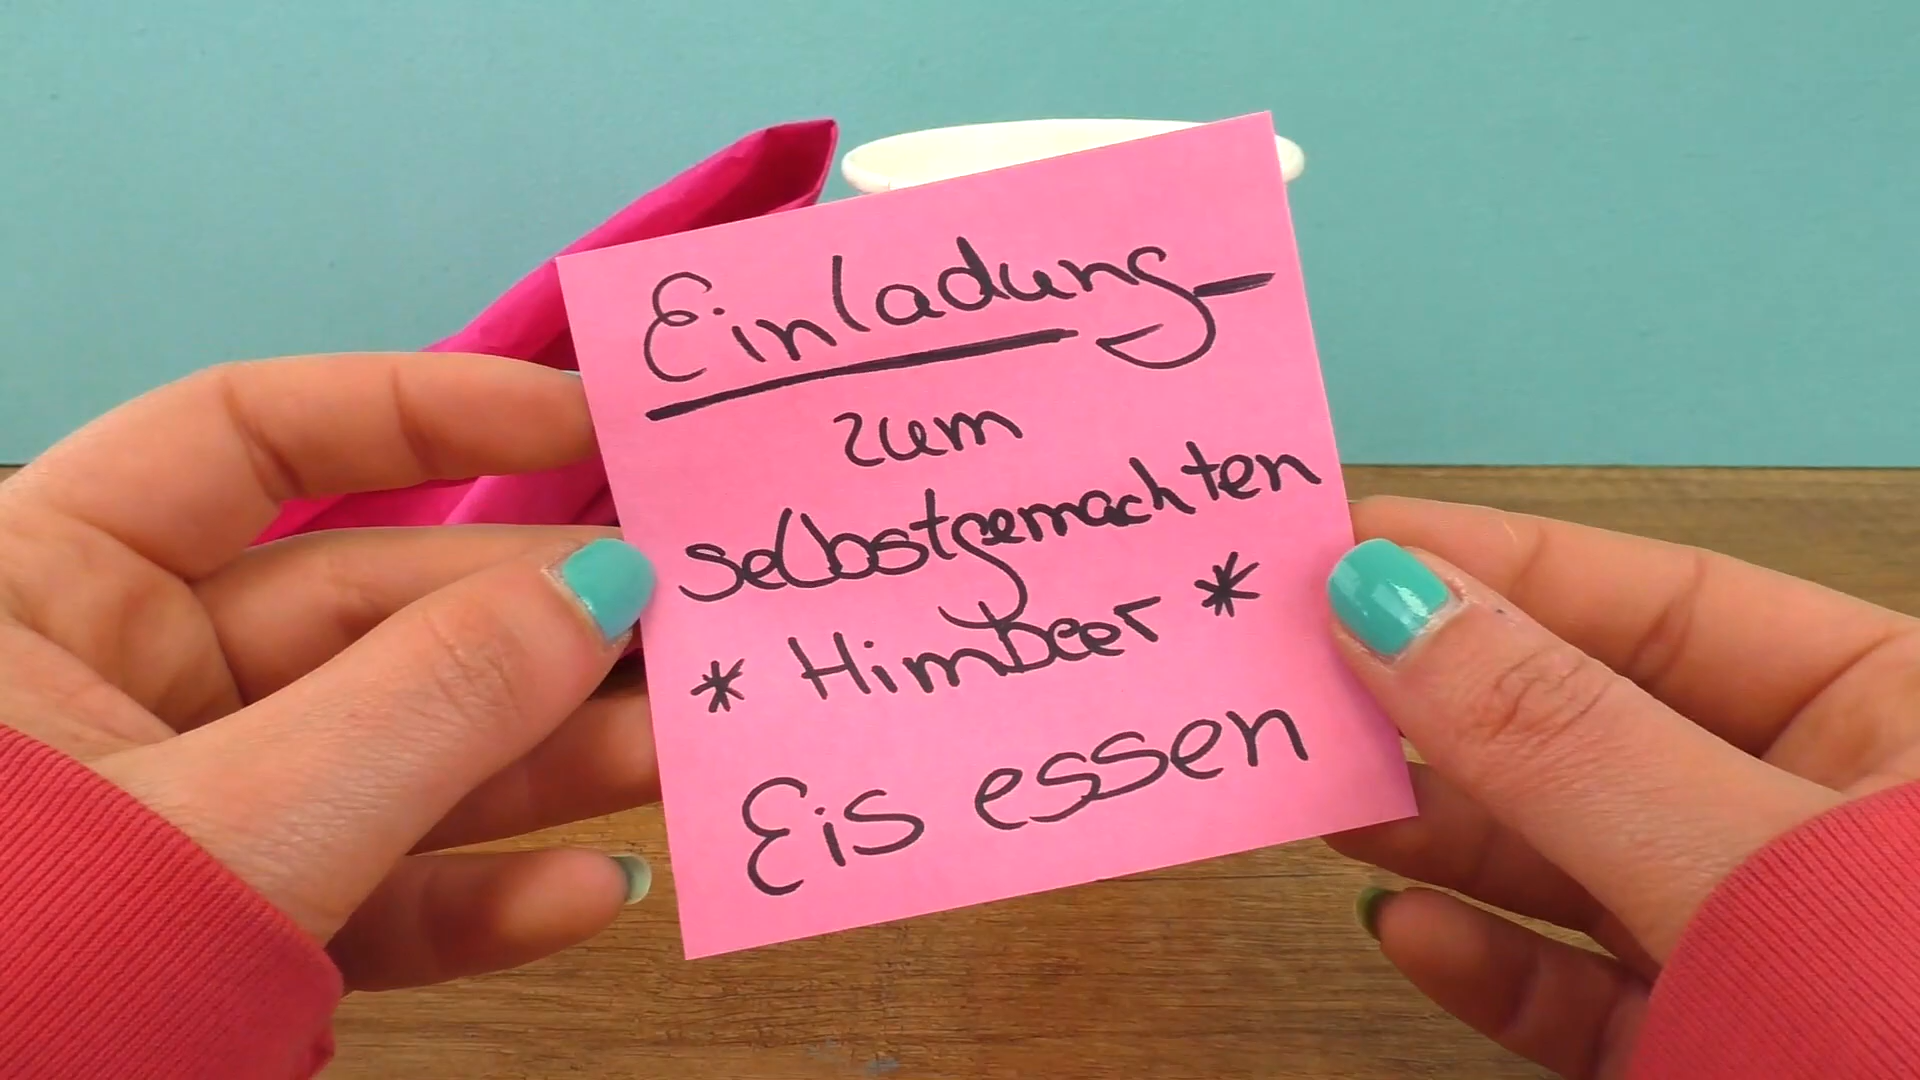 Einladung
zum
selbstgemachten
* Himbeer *
Eis essen